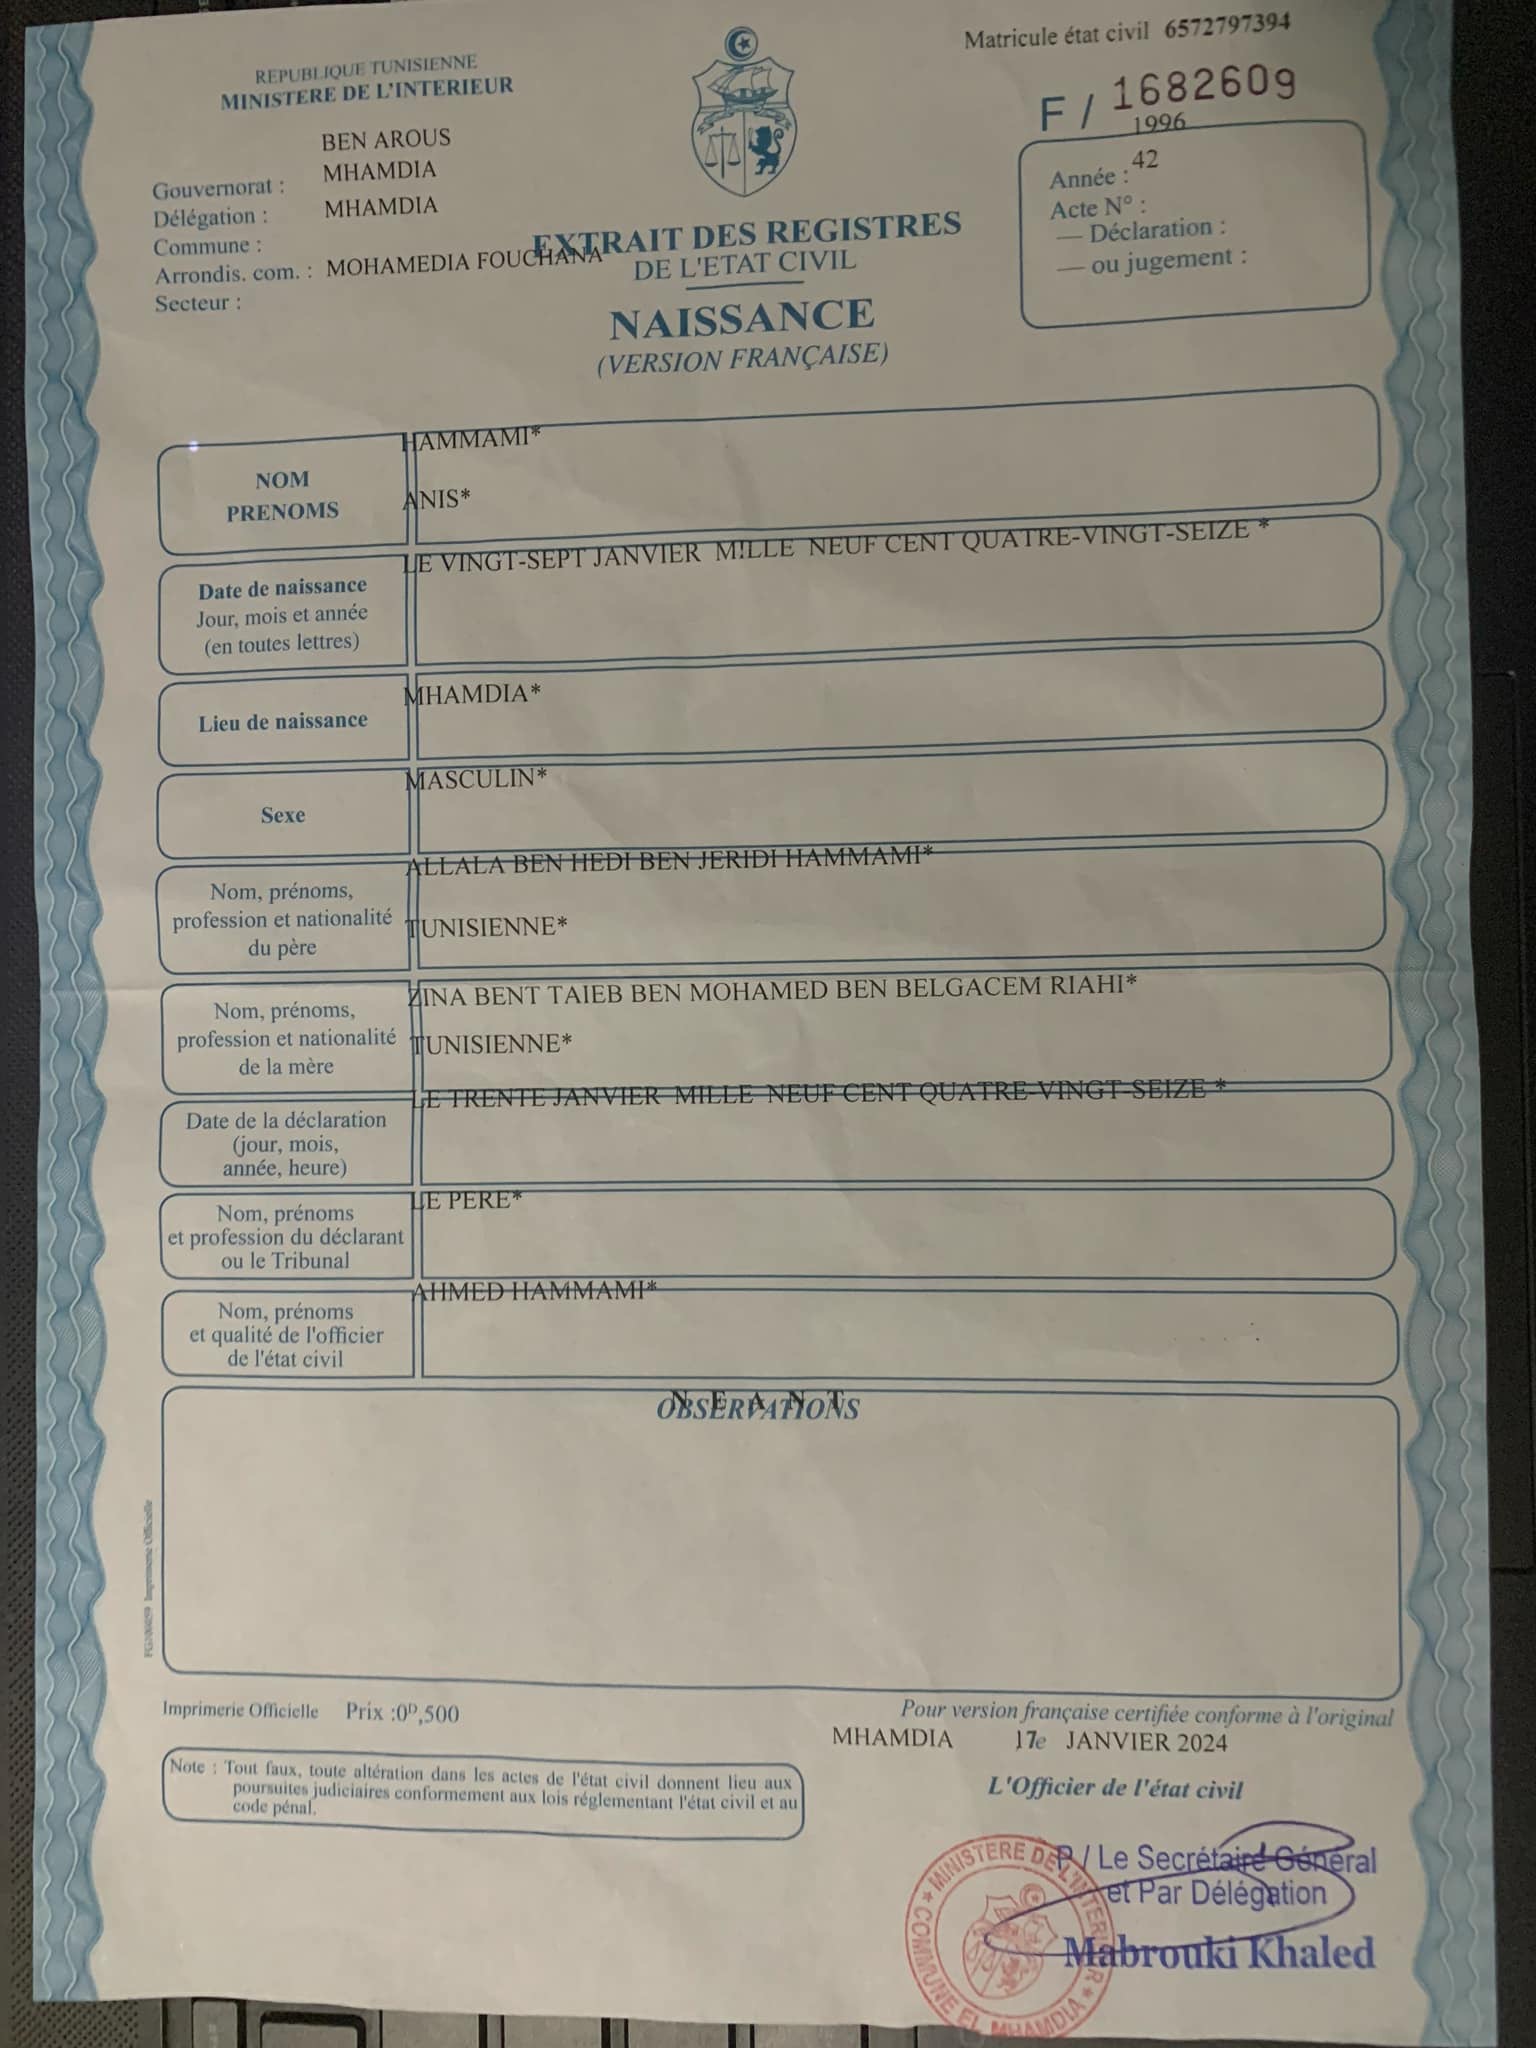 Matricule état civil 6572797394
REPUBLIQUE TUNISIENNE
MINISTERE DE L'INTERIEUR
F / 1682609
1996
BEN AROUS
MHAMDIA
Gouvernorat :
Délégation : MHAMDIA
Commune :
Arrondis. com. : MOHAMEDIA FOUCHANA
Secteur :
42
Année :
Acte N° :
— Déclaration :
— ou jugement :
EXTRAIT DES REGISTRES
DE L'ETAT CIVIL
NAISSANCE
(VERSION FRANÇAISE)
HAMMAMI*
NOM
PRENOMS
ANIS*
LE VINGT-SEPT JANVIER MILLE NEUF CENT QUATRE-VINGT-SEIZE *
Date de naissance
Jour, mois et année
(en toutes lettres)
MHAMDIA*
Lieu de naissance
MASCULIN*
Sexe
ALLALA BEN HEDI BEN JERIDI HAMMAMI*
Nom, prénoms,
profession et nationalité
du père
TUNISIENNE*
ZINA BENT TAIEB BEN MOHAMED BEN BELGACEM RIAHI*
Nom, prénoms,
profession et nationalité
de la mère
TUNISIENNE*
LE TRENTE JANVIER MILLE NEUF CENT QUATRE-VINGT-SEIZE *
Date de la déclaration
(jour, mois,
année, heure)
LE PERE*
Nom, prénoms
et profession du déclarant
ou le Tribunal
AHMED HAMMAMI*
Nom, prénoms
et qualité de l'officier
de l'état civil
N E A N T
OBSERVATIONS
Imprimerie Officielle
Imprimerie Officielle Prix :0D,500
Pour version française certifiée conforme à l'original
MHAMDIA 17e JANVIER 2024
Note : Tout faux, toute altération dans les actes de l'état civil donnent lieu aux
poursuites judiciaires conformement aux lois réglementant l'état civil et au
code pénal.
L'Officier de l'état civil
P / Le Secrétaire Général
et Par Délégation
Mabrouki Khaled
MINISTERE DE L'INTERIEUR
COMMUNE EL MHAMDIA